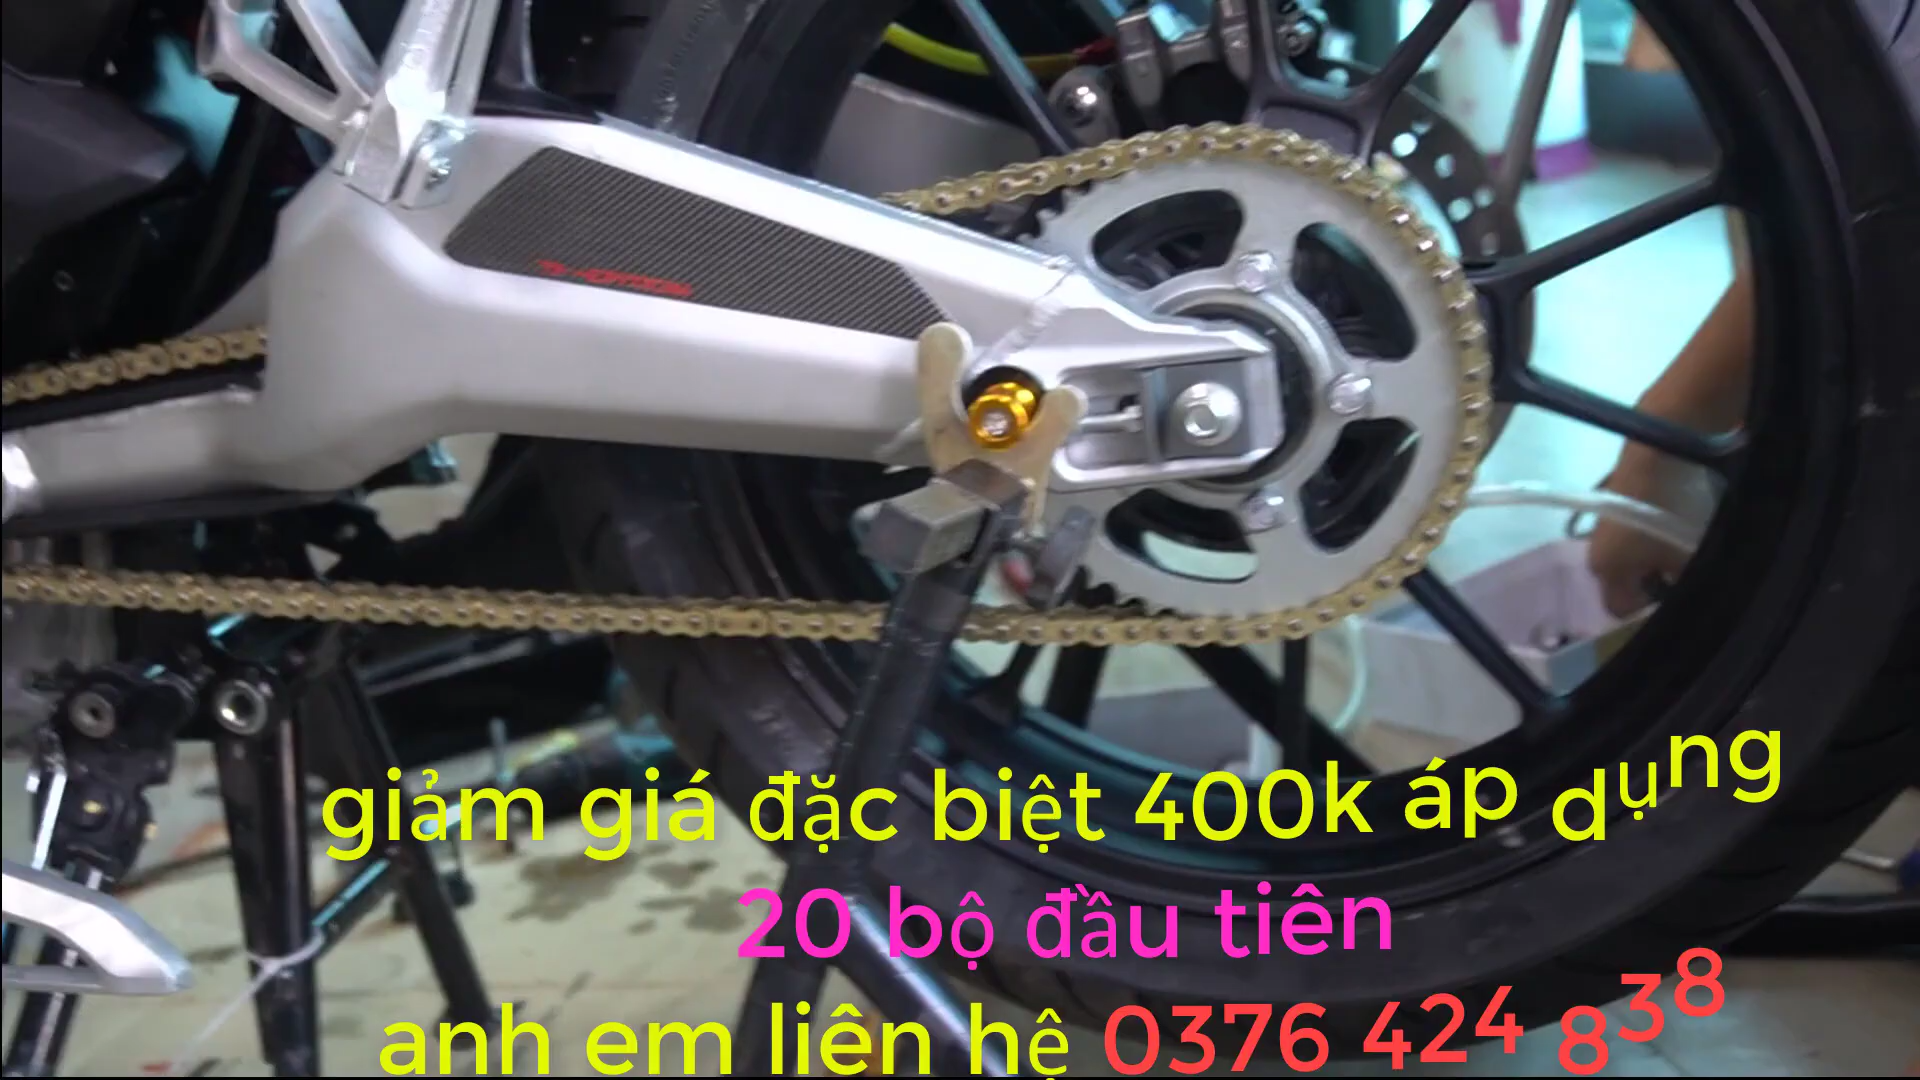 giảm giá đặc biệt 400k áp dụng
20 bộ đầu tiên
anh em liên hệ 0376 424 838